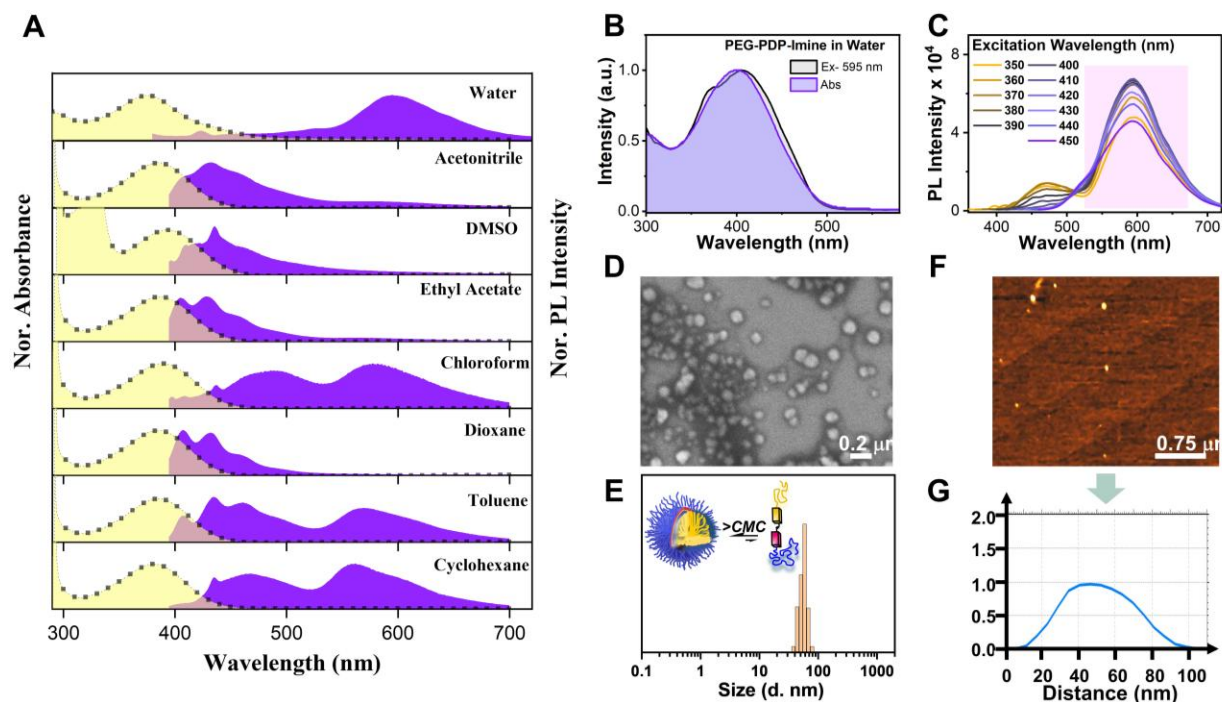 A
Nor. Absorbance
Water
Acetonitrile
DMSO
Ethyl Acetate
Chloroform
Dioxane
Toluene
Cyclohexane
Nor. PL Intensity
300 400 500 600 700
Wavelength (nm)
B
PEG-PDP-Imine in Water
Ex- 595 nm
Abs
Intensity (a.u.)
1.0
0.5
0.0
300 400 500
Wavelength (nm)
C
Excitation Wavelength (nm)
350 400
360 410
370 420
380 430
390 440
450
PL Intensity x 10⁴
8
4
0
400 500 600 700
Wavelength (nm)
D
0.2 μm
F
0.75 μm
E
>CMC
0.1 1 10 100 1000
Size (d. nm)
G
2.0
1.5
1.0
0.5
0.0
0 20 40 60 80 100
Distance (nm)